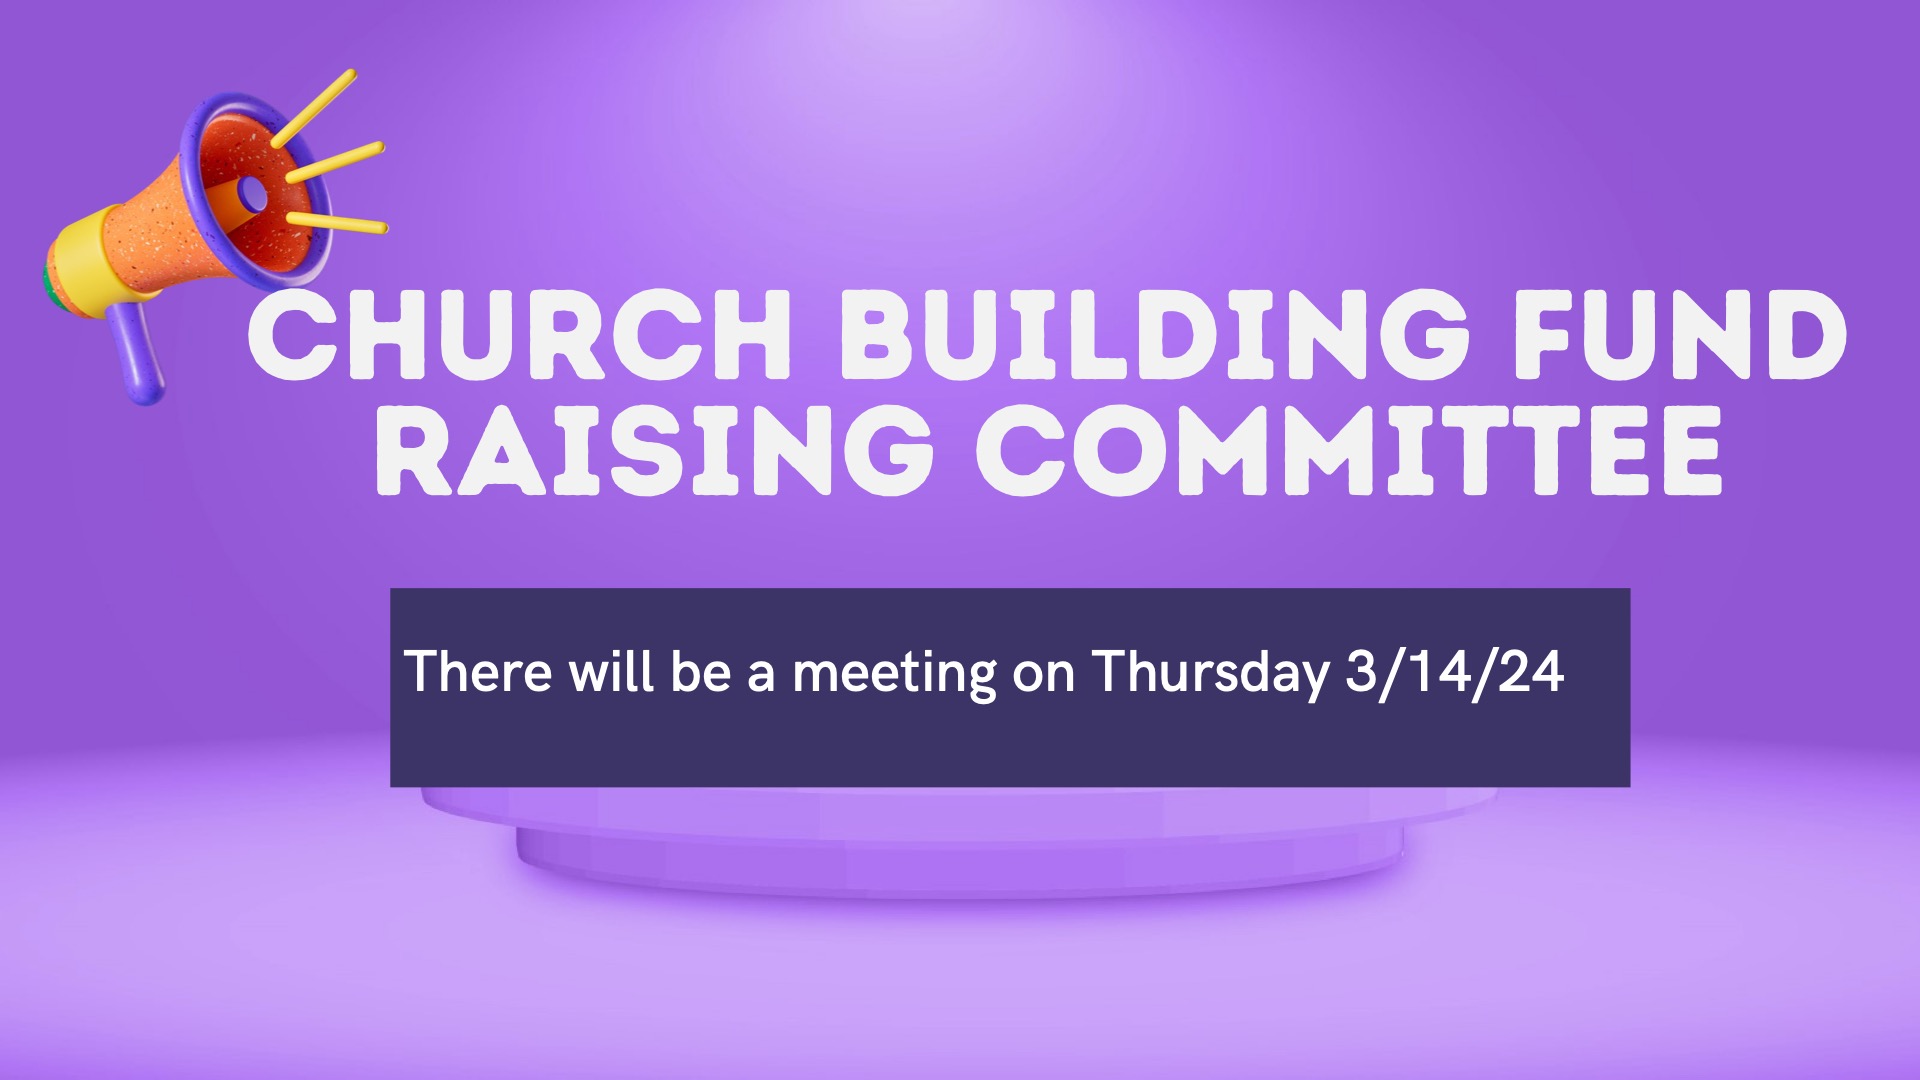 CHURCH BUILDING FUND
RAISING COMMITTEE
There will be a meeting on Thursday 3/14/24